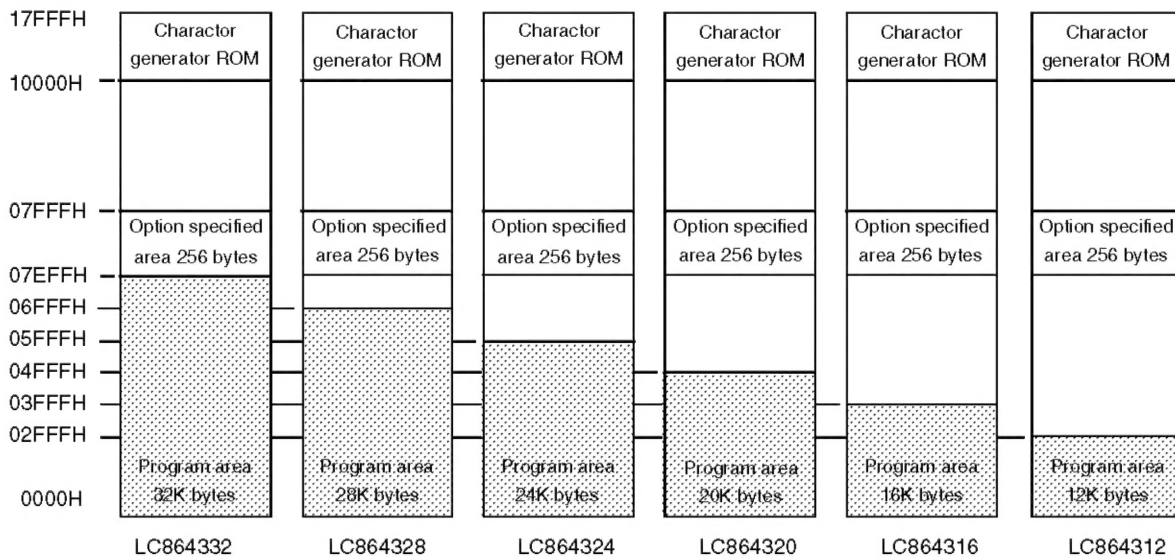 17FFFH
Charactor generator ROM
Charactor generator ROM
Charactor generator ROM
Charactor generator ROM
Charactor generator ROM
Charactor generator ROM
10000H
07FFFH
Option specified area 256 bytes
Option specified area 256 bytes
Option specified area 256 bytes
Option specified area 256 bytes
Option specified area 256 bytes
Option specified area 256 bytes
07EFFH
06FFFH
05FFFH
04FFFH
03FFFH
02FFFH
Program area 32K bytes
Program area 28K bytes
Program area 24K bytes
Program area 20K bytes
Program area 16K bytes
Program area 12K bytes
0000H
LC864332 LC864328 LC864324 LC864320 LC864316 LC864312